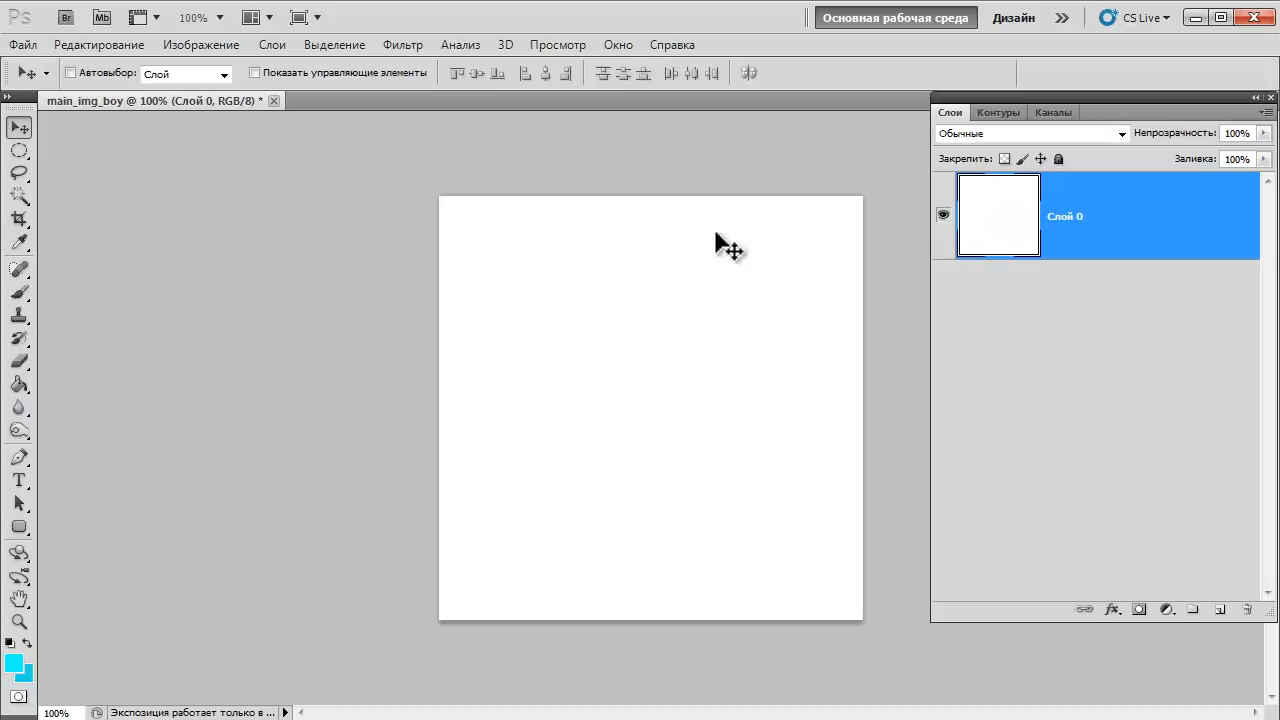 Ps Br Mb 100% Основная рабочая среда Дизайн CS Live
Файл Редактирование Изображение Слои Выделение Фильтр Анализ 3D Просмотр Окно Справка
Автовыбор: Слой Показать управляющие элементы
main_img_boy @ 100% (Слой 0, RGB/8) *
Слои Контуры Каналы
Обычные Непрозрачность: 100%
Закрепить: Заливка: 100%
Слой 0
T
fx
100% Экспозиция работает только в ...